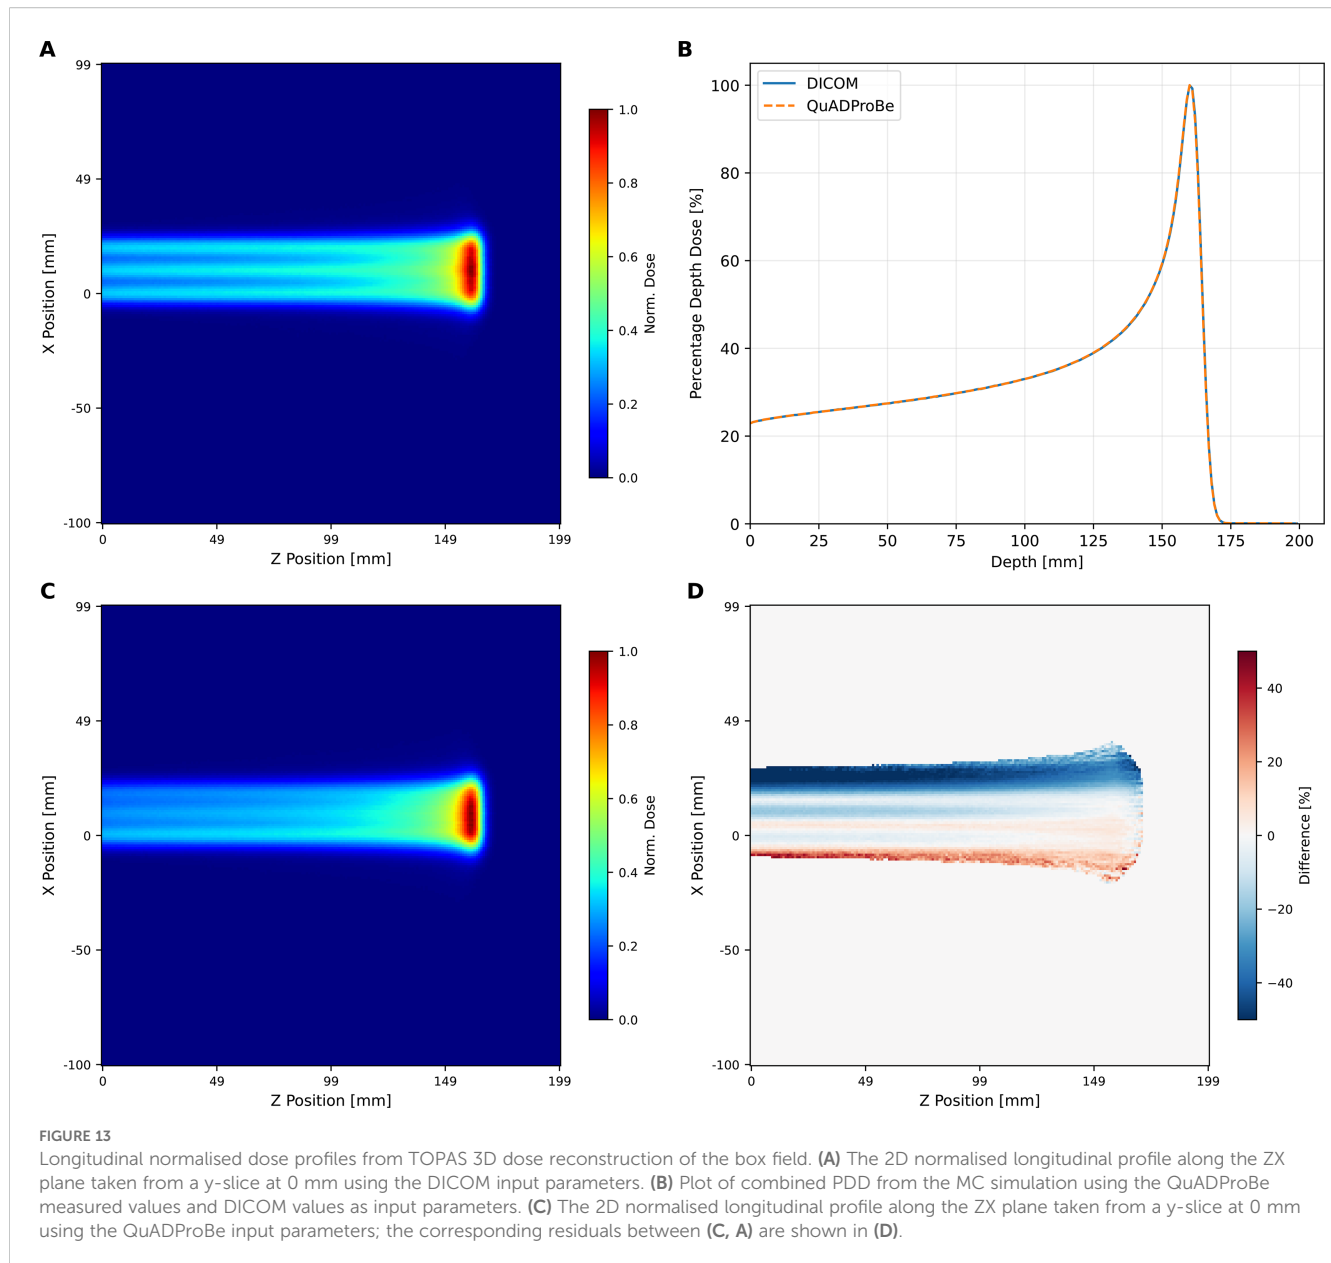 A
99
49
0
-50
-100
0
49
99
149
199
X Position [mm]
Z Position [mm]
1.0
0.8
0.6
0.4
0.2
0.0
Norm. Dose
B
DICOM
QuADProBe
100
80
60
40
20
0
0
25
50
75
100
125
150
175
200
Percentage Depth Dose [%]
Depth [mm]
C
99
49
0
-50
-100
0
49
99
149
199
X Position [mm]
Z Position [mm]
1.0
0.8
0.6
0.4
0.2
0.0
Norm. Dose
D
99
49
0
-50
-100
0
49
99
149
199
X Position [mm]
Z Position [mm]
40
20
0
−20
−40
Difference [%]
FIGURE 13
Longitudinal normalised dose profiles from TOPAS 3D dose reconstruction of the box field. (A) The 2D normalised longitudinal profile along the ZX
plane taken from a y-slice at 0 mm using the DICOM input parameters. (B) Plot of combined PDD from the MC simulation using the QuADProBe
measured values and DICOM values as input parameters. (C) The 2D normalised longitudinal profile along the ZX plane taken from a y-slice at 0 mm
using the QuADProBe input parameters; the corresponding residuals between (C, A) are shown in (D).